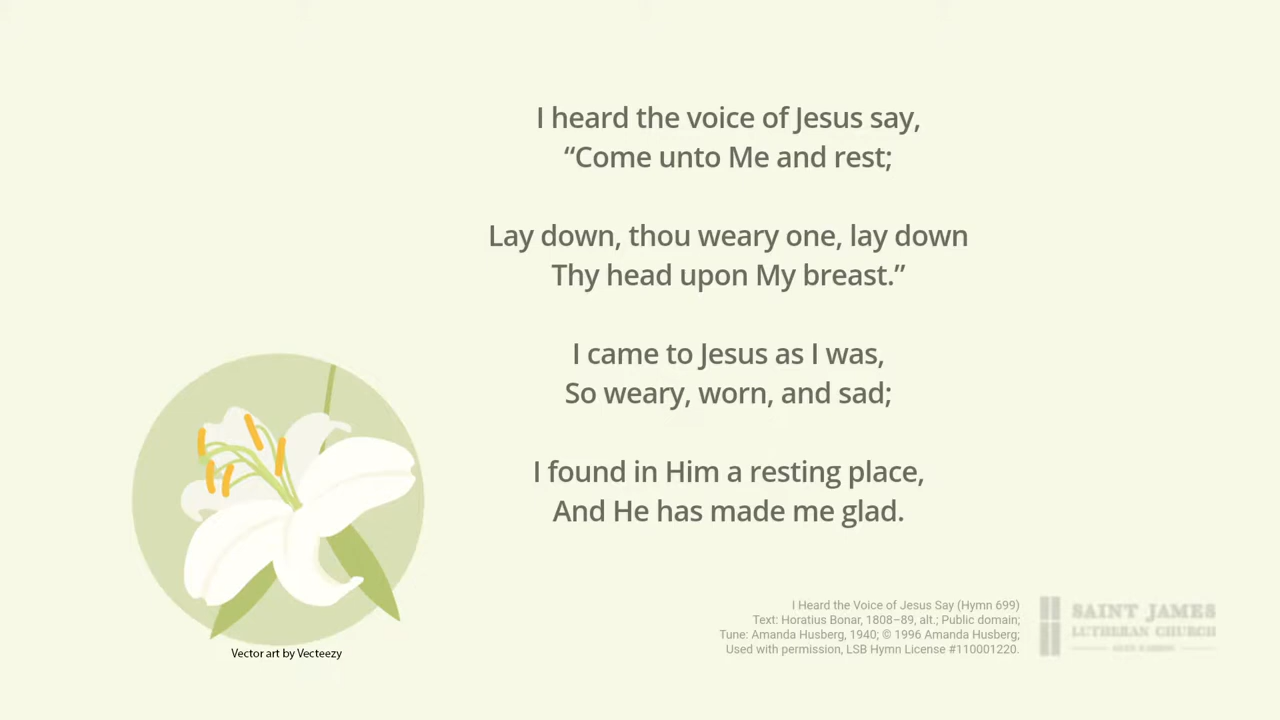 I heard the voice of Jesus say,
“Come unto Me and rest;
Lay down, thou weary one, lay down
Thy head upon My breast.”
I came to Jesus as I was,
So weary, worn, and sad;
I found in Him a resting place,
And He has made me glad.
I Heard the Voice of Jesus Say (Hymn 699)
Text: Horatius Bonar, 1808–89, alt.; Public domain;
Tune: Amanda Husberg, 1940; © 1996 Amanda Husberg;
Used with permission, LSB Hymn License #110001220.
SAINT JAMES
LUTHERAN CHURCH
Vector art by Vecteezy